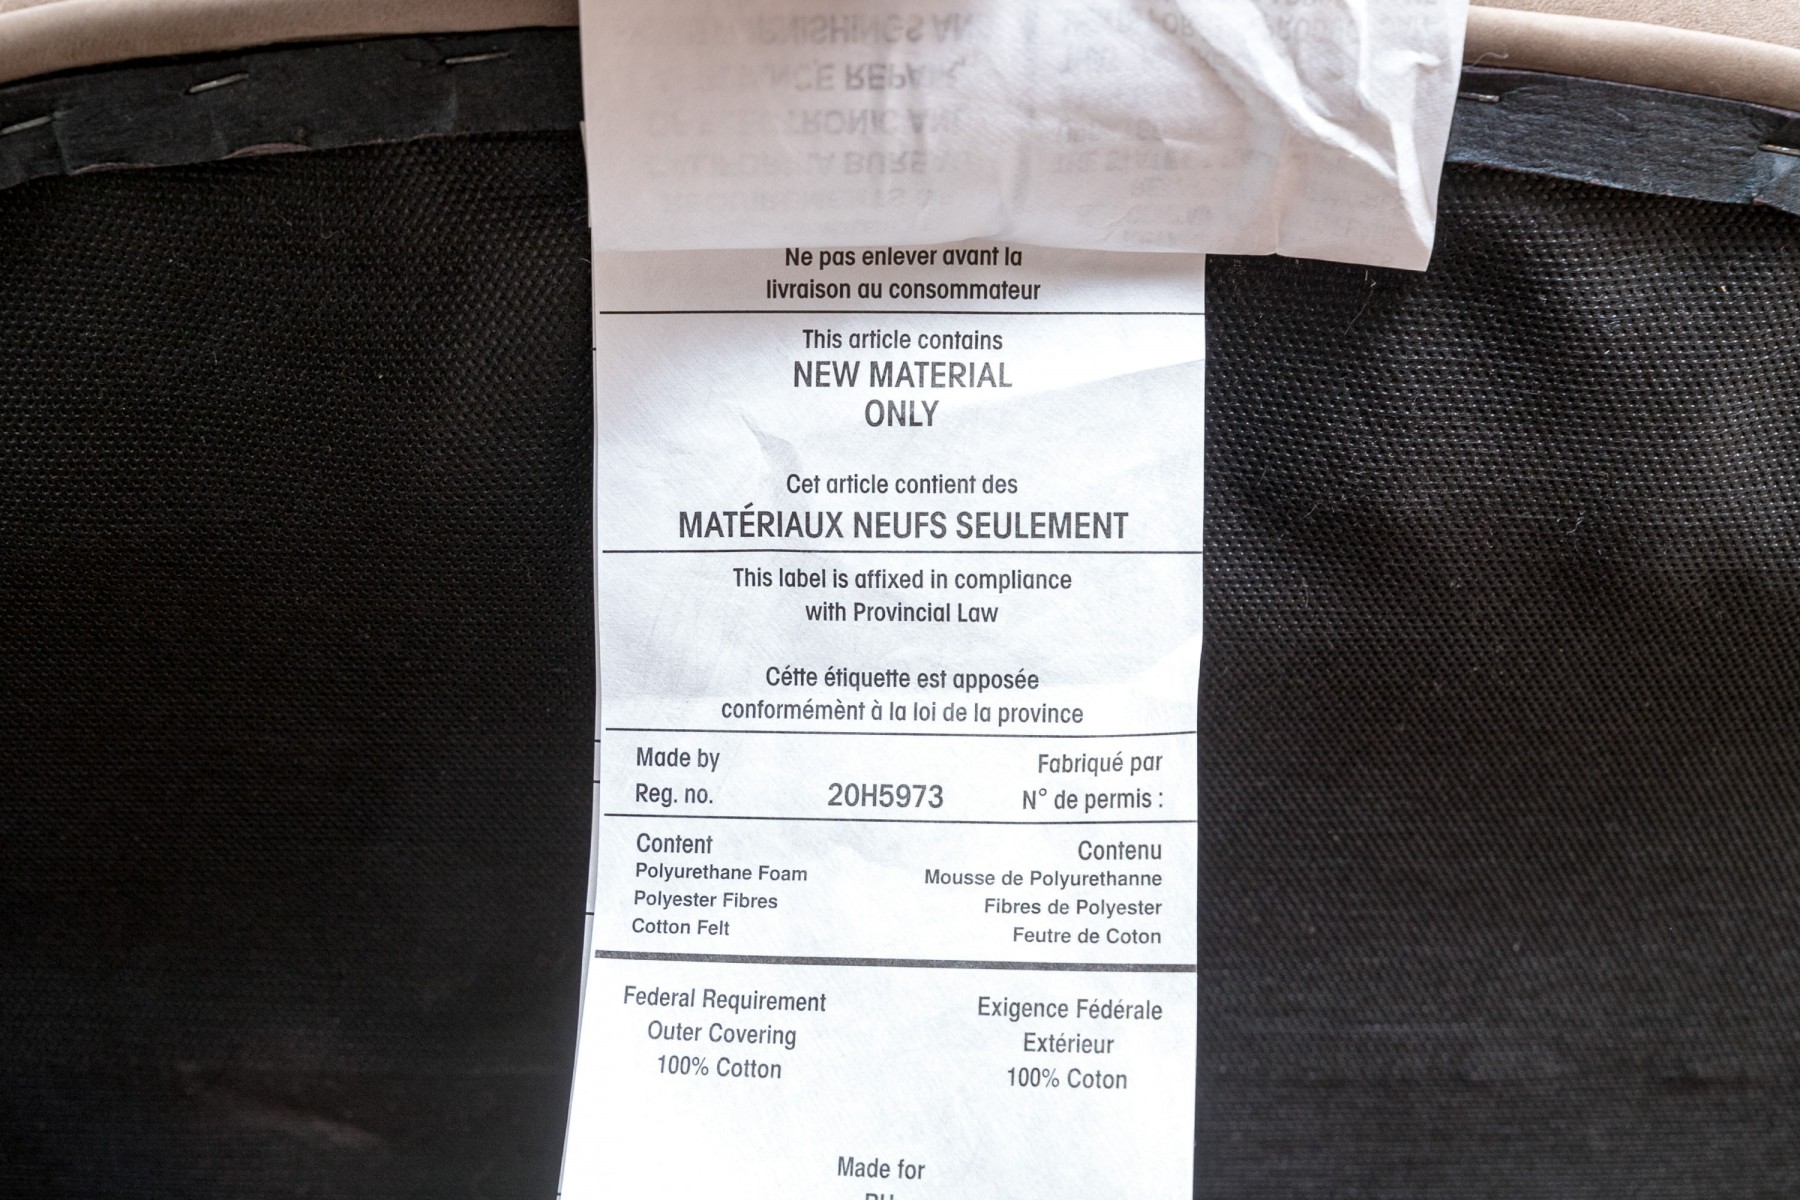 Ne pas enlever avant la
livraison au consommateur
This article contains
NEW MATERIAL
ONLY
Cet article contient des
MATÉRIAUX NEUFS SEULEMENT
This label is affixed in compliance
with Provincial Law
Cétte étiquette est apposée
conformémènt à la loi de la province
Made by Fabriqué par
Reg. no. 20H5973 N° de permis :
Content Contenu
Polyurethane Foam Mousse de Polyurethanne
Polyester Fibres Fibres de Polyester
Cotton Felt Feutre de Coton
Federal Requirement Exigence Fédérale
Outer Covering Extérieur
100% Cotton 100% Coton
Made for